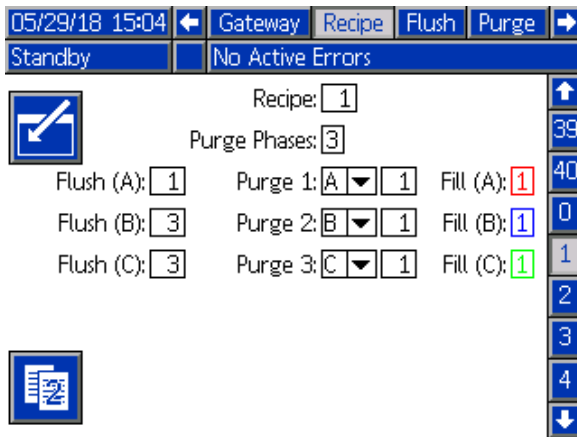 05/29/18 15:04 Gateway Recipe Flush Purge
Standby No Active Errors
Recipe: 1
Purge Phases: 3
Flush (A): 1 Purge 1: A 1 Fill (A): 1
Flush (B): 3 Purge 2: B 1 Fill (B): 1
Flush (C): 3 Purge 3: C 1 Fill (C): 1
39
40
0
1
2
3
4
2